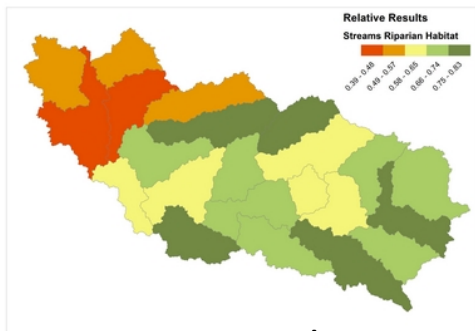 Relative Results
Streams Riparian Habitat
0.39 - 0.48
0.49 - 0.57
0.58 - 0.65
0.66 - 0.74
0.75 - 0.83